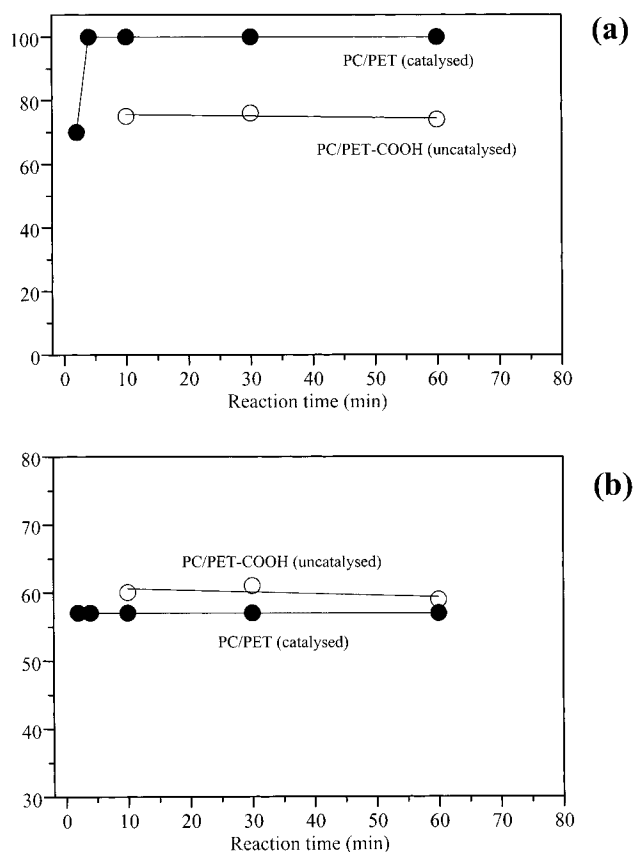 (a)
100
80
60
40
20
0
PC/PET (catalysed)
PC/PET-COOH (uncatalysed)
0 10 20 30 40 50 60 70 80
Reaction time (min)
(b)
80
70
60
50
40
30
PC/PET-COOH (uncatalysed)
PC/PET (catalysed)
0 10 20 30 40 50 60 70 80
Reaction time (min)